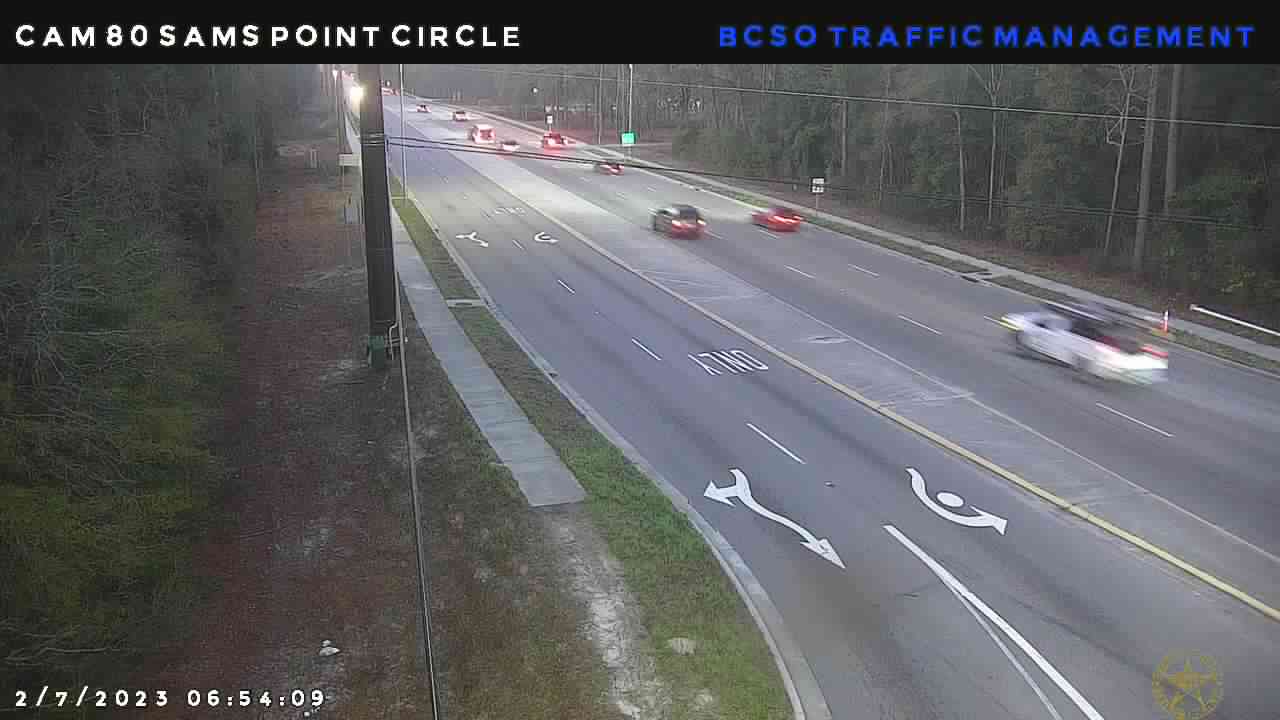 CAM 80 SAMS POINT CIRCLE
BCSO TRAFFIC MANAGEMENT
ONLY
2/7/2023 06:54:09